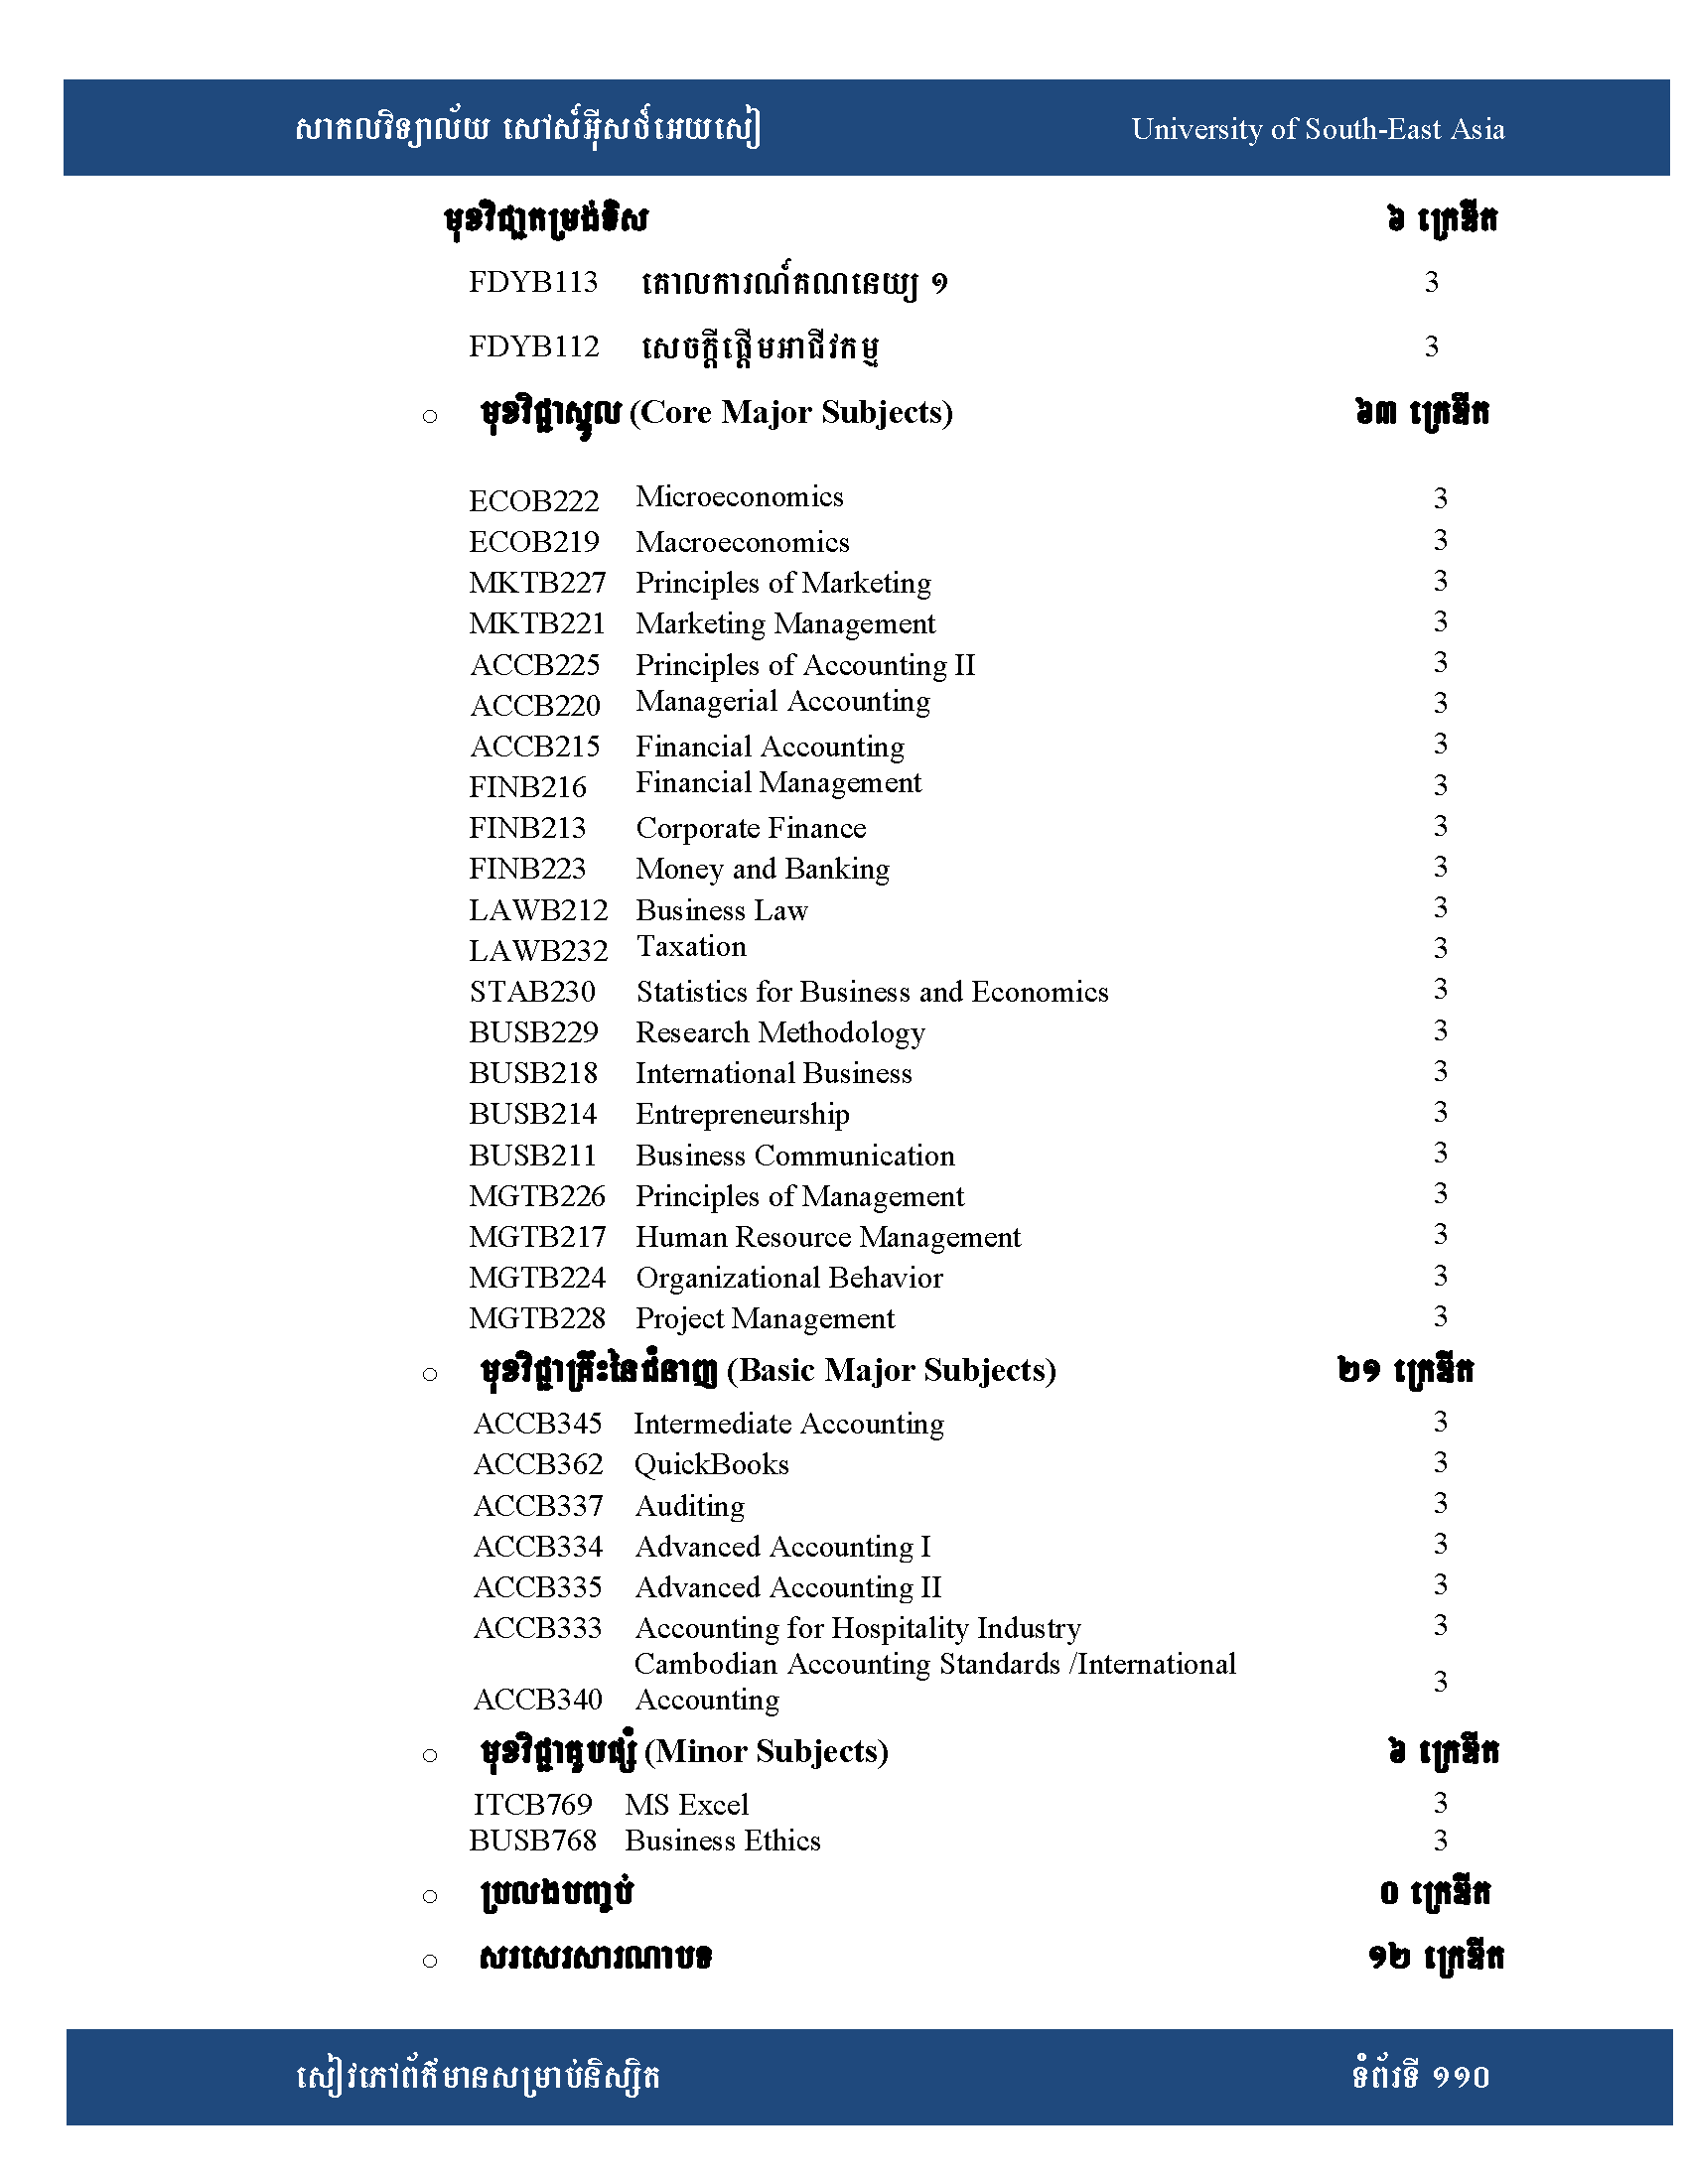 សាកលវិទ្យាល័យ សៅស៍អ៊ីសថ៍អេយសៀ University of South-East Asia
មុខវិជ្ជាតម្រង់ទិស ៦ ក្រេឌីត
FDYB113 គោលការណ៍គណនេយ្យ ១ 3
FDYB112 សេចក្តីផ្តើមអាជីវកម្ម 3
○ មុខវិជ្ជាស្នូល (Core Major Subjects) ៦៣ ក្រេឌីត
ECOB222 Microeconomics 3
ECOB219 Macroeconomics 3
MKTB227 Principles of Marketing 3
MKTB221 Marketing Management 3
ACCB225 Principles of Accounting II 3
ACCB220 Managerial Accounting 3
ACCB215 Financial Accounting 3
FINB216 Financial Management 3
FINB213 Corporate Finance 3
FINB223 Money and Banking 3
LAWB212 Business Law 3
LAWB232 Taxation 3
STAB230 Statistics for Business and Economics 3
BUSB229 Research Methodology 3
BUSB218 International Business 3
BUSB214 Entrepreneurship 3
BUSB211 Business Communication 3
MGTB226 Principles of Management 3
MGTB217 Human Resource Management 3
MGTB224 Organizational Behavior 3
MGTB228 Project Management 3
○ មុខវិជ្ជាគ្រឹះនៃជំនាញ (Basic Major Subjects) ២១ ក្រេឌីត
ACCB345 Intermediate Accounting 3
ACCB362 QuickBooks 3
ACCB337 Auditing 3
ACCB334 Advanced Accounting I 3
ACCB335 Advanced Accounting II 3
ACCB333 Accounting for Hospitality Industry 3
Cambodian Accounting Standards /International
ACCB340 Accounting 3
○ មុខវិជ្ជាគួបផ្សំ (Minor Subjects) ៦ ក្រេឌីត
ITCB769 MS Excel 3
BUSB768 Business Ethics 3
○ ប្រលងបញ្ចប់ ០ ក្រេឌីត
○ សរសេរសារណាបទ ១២ ក្រេឌីត
សៀវភៅព័ត៌មានសម្រាប់និស្សិត ទំព័រទី ១១០